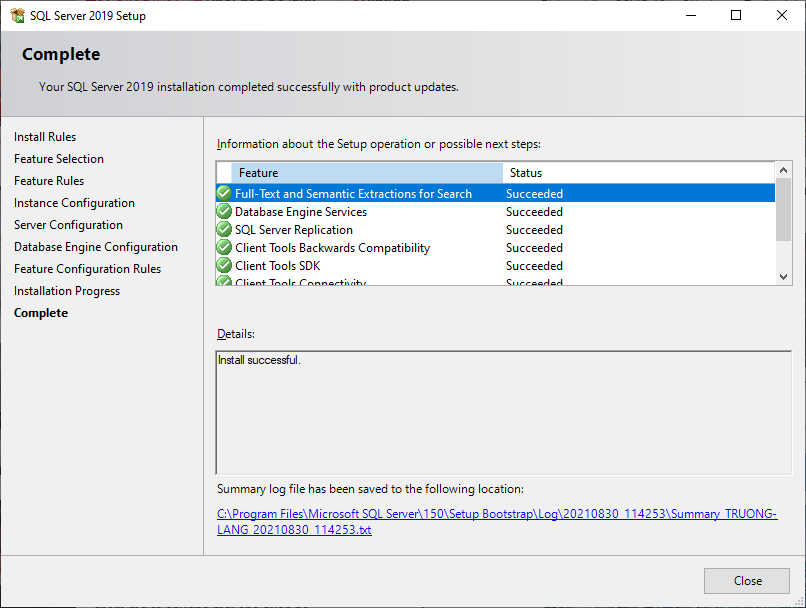 SQL Server 2019 Setup
Complete
Your SQL Server 2019 installation completed successfully with product updates.
Install Rules
Feature Selection
Feature Rules
Instance Configuration
Server Configuration
Database Engine Configuration
Feature Configuration Rules
Installation Progress
Complete
Information about the Setup operation or possible next steps:
Feature Status
Full-Text and Semantic Extractions for Search Succeeded
Database Engine Services Succeeded
SQL Server Replication Succeeded
Client Tools Backwards Compatibility Succeeded
Client Tools SDK Succeeded
Client Tools Connectivity Succeeded
Details:
Install successful.
Summary log file has been saved to the following location:
C:\Program Files\Microsoft SQL Server\150\Setup Bootstrap\Log\20210830_114253\Summary_TRUONG-
LANG_20210830_114253.txt
Close